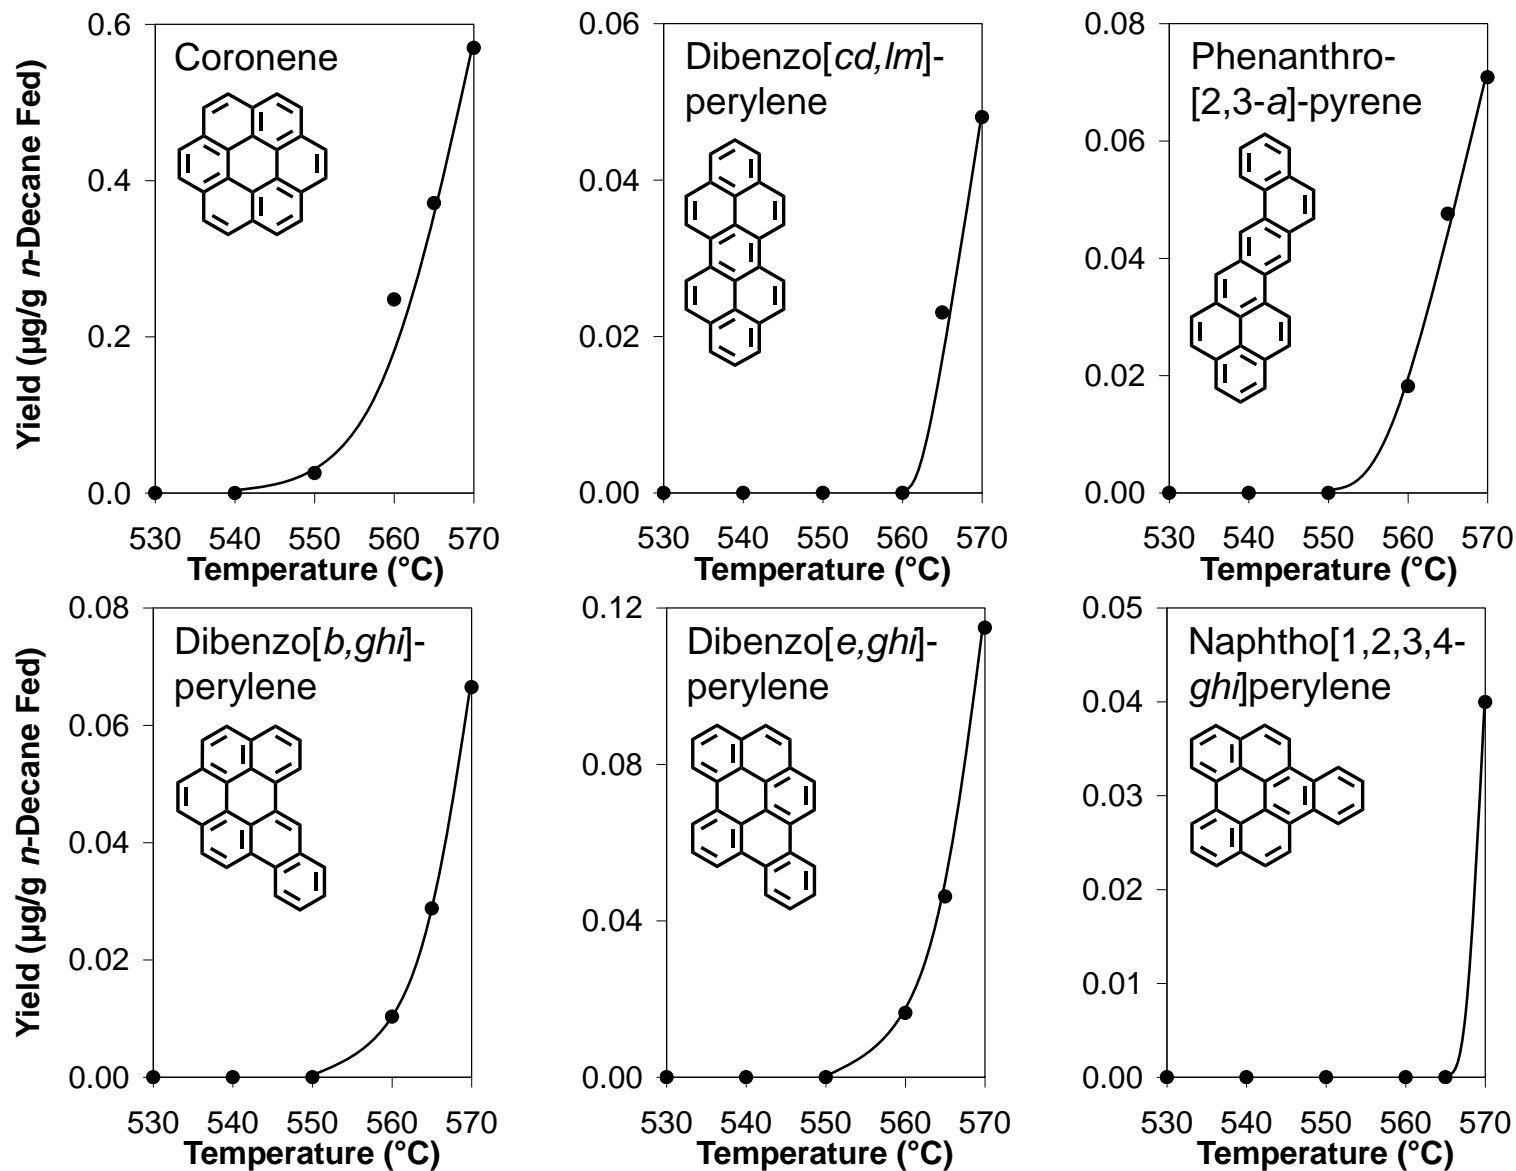 Yield (µg/g n-Decane Fed)
0.6
0.4
0.2
0.0
Coronene
530 540 550 560 570
Temperature (°C)
0.06
0.04
0.02
0.00
Dibenzo[cd,lm]-
perylene
530 540 550 560 570
Temperature (°C)
0.08
0.06
0.04
0.02
0.00
Phenanthro-
[2,3-a]-pyrene
530 540 550 560 570
Temperature (°C)
Yield (µg/g n-Decane Fed)
0.08
0.06
0.04
0.02
0.00
Dibenzo[b,ghi]-
perylene
530 540 550 560 570
Temperature (°C)
0.12
0.08
0.04
0.00
Dibenzo[e,ghi]-
perylene
530 540 550 560 570
Temperature (°C)
0.05
0.04
0.03
0.02
0.01
0.00
Naphtho[1,2,3,4-
ghi]perylene
530 540 550 560 570
Temperature (°C)